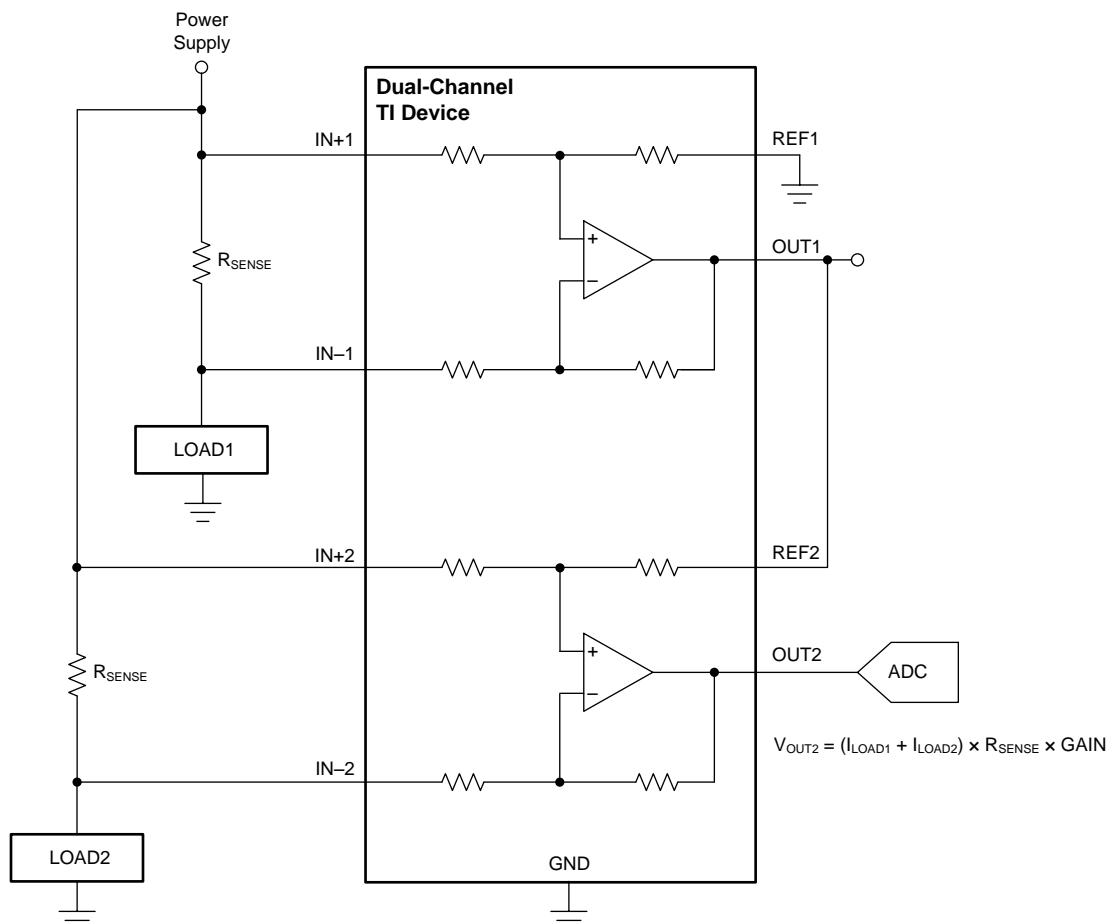 Power
Supply
Dual-Channel
TI Device
IN+1
REF1
+
RSENSE
OUT1
–
IN–1
LOAD1
IN+2
REF2
+
RSENSE
OUT2
ADC
–
VOUT2 = (ILOAD1 + ILOAD2) × RSENSE × GAIN
IN–2
LOAD2
GND